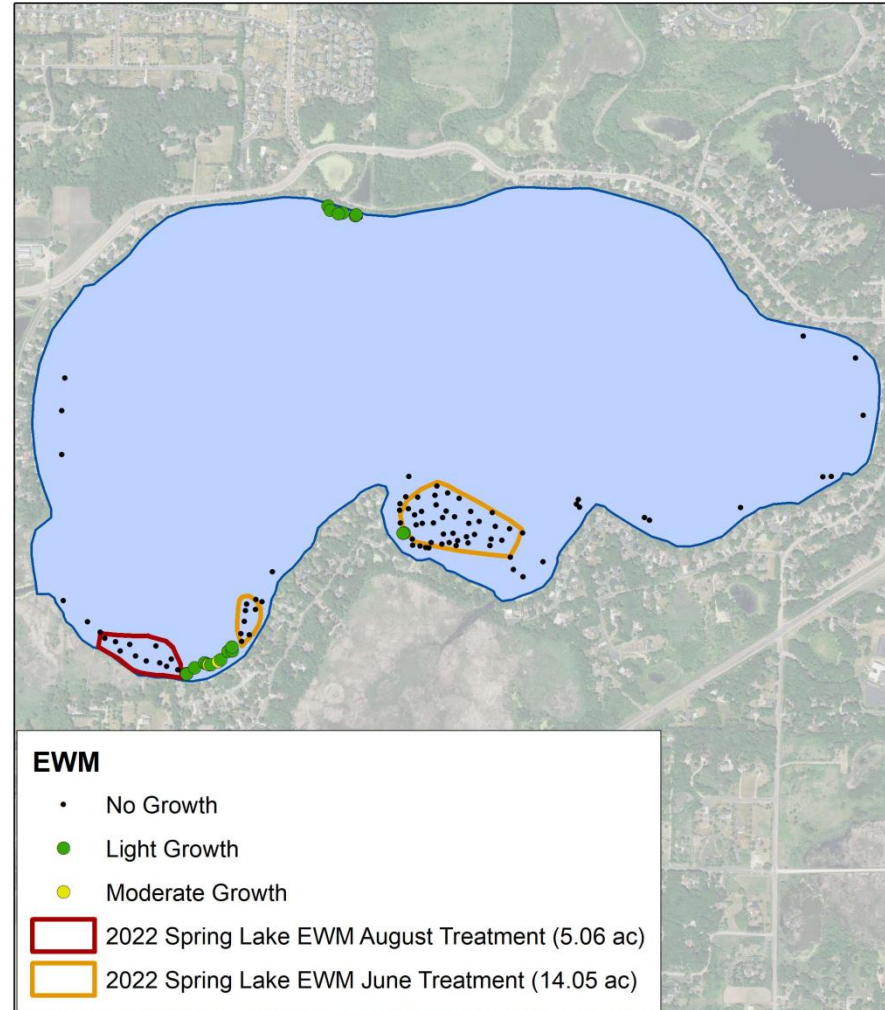 EWM
No Growth
Light Growth
Moderate Growth
2022 Spring Lake EWM August Treatment (5.06 ac)
2022 Spring Lake EWM June Treatment (14.05 ac)